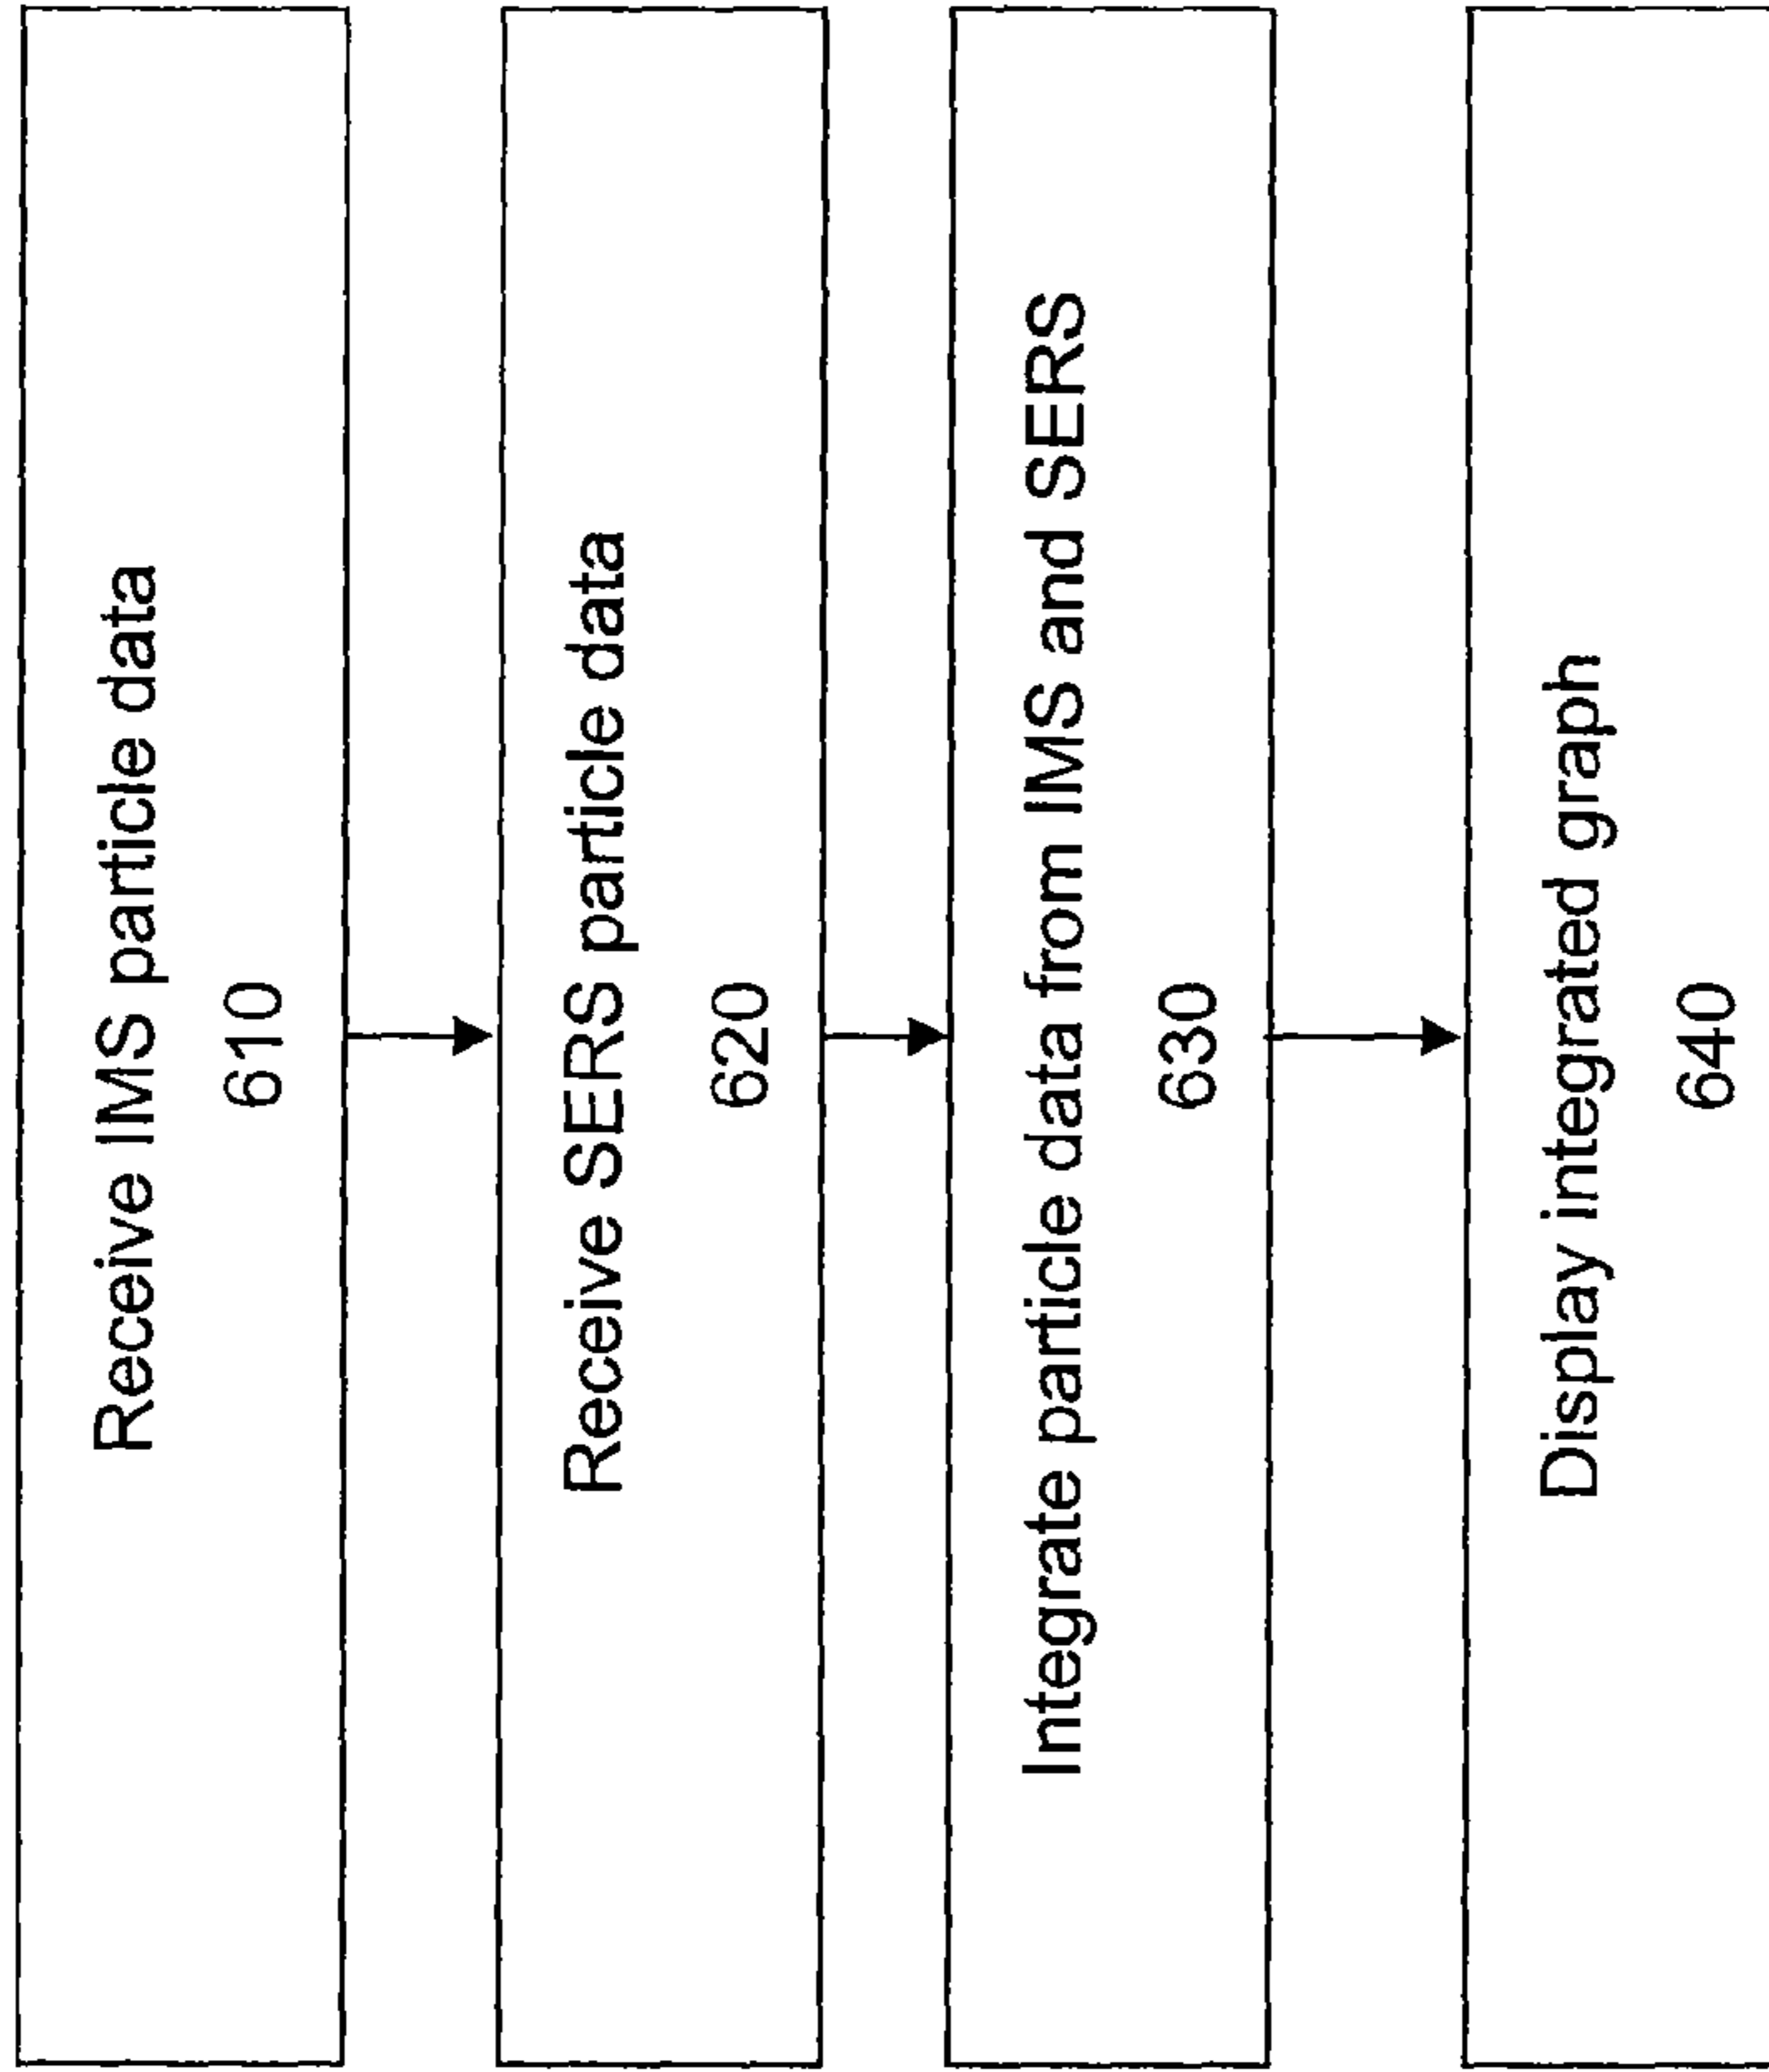 Receive IMS particle data
610
Receive SERS particle data
620
Integrate particle data from IMS and SERS
630
Display integrated graph
640